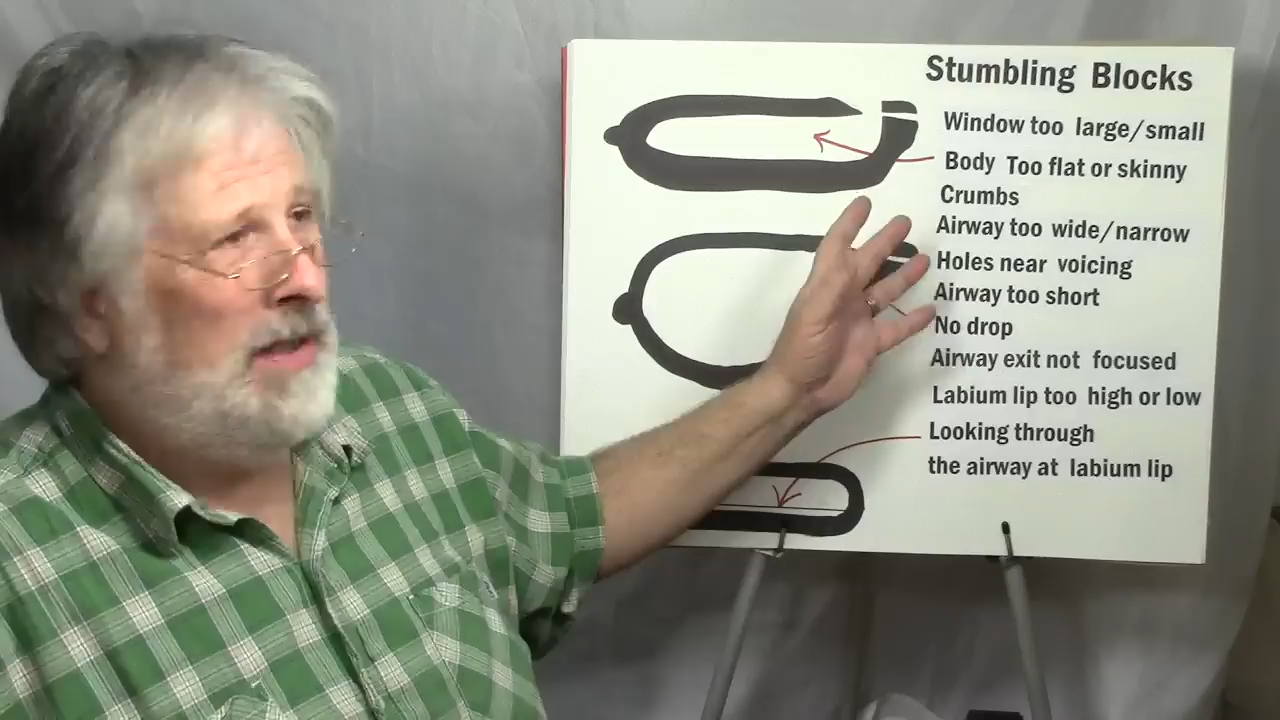 Stumbling Blocks
Window too large/small
Body Too flat or skinny
Crumbs
Airway too wide/narrow
Holes near voicing
Airway too short
No drop
Airway exit not focused
Labium lip too high or low
Looking through
the airway at labium lip